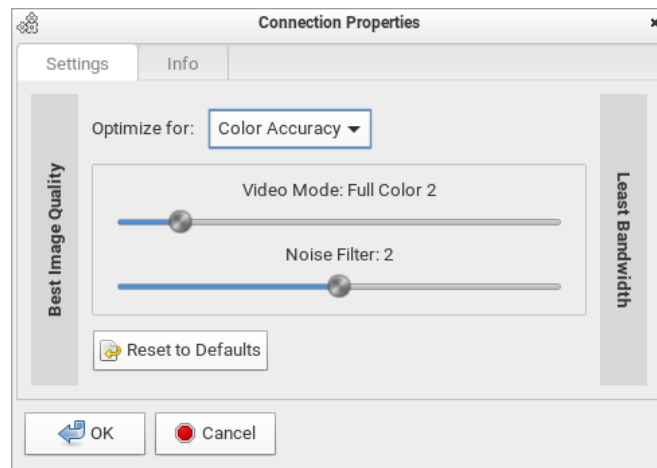 Connection Properties
Settings
Info
Best Image Quality
Optimize for:
Color Accuracy
Video Mode: Full Color 2
Noise Filter: 2
Reset to Defaults
Least Bandwidth
OK
Cancel